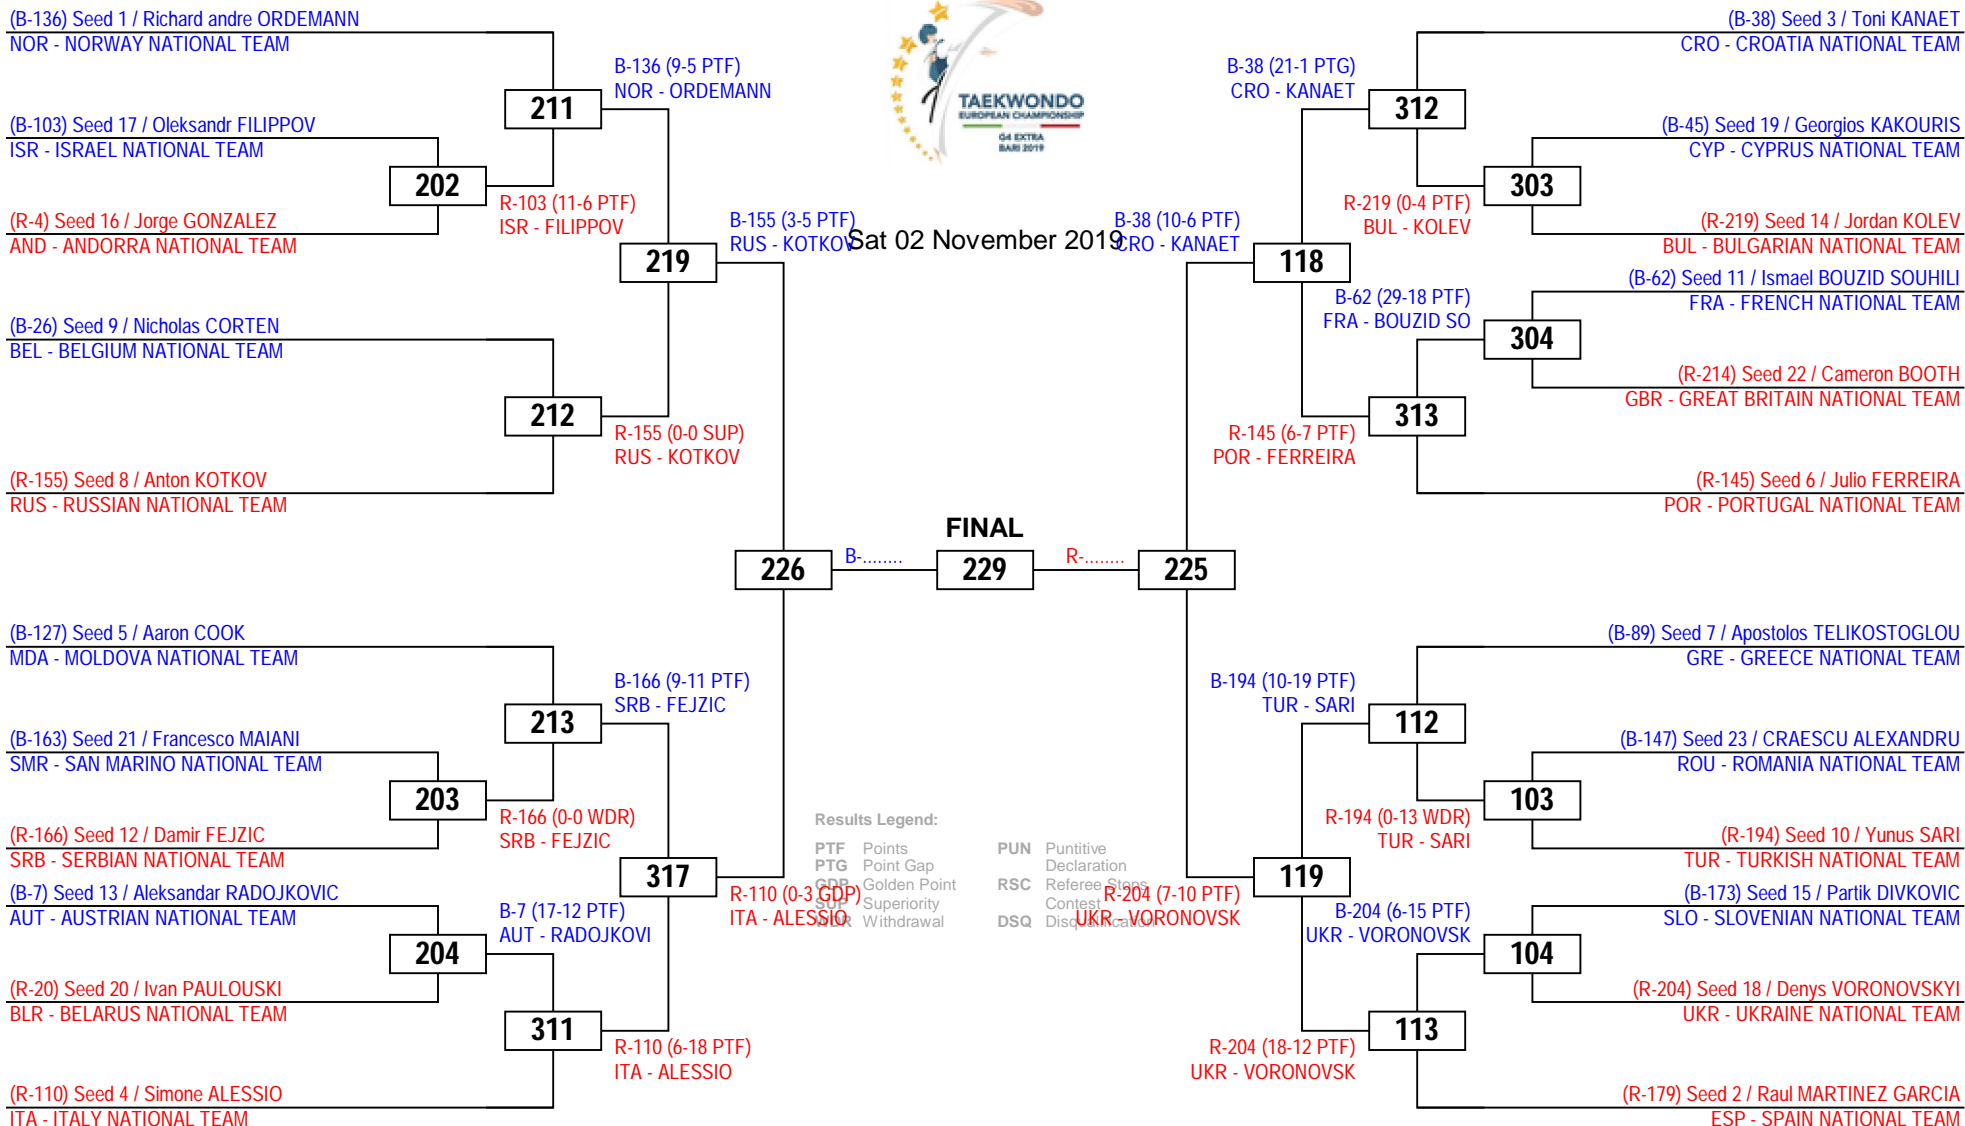 (B-136) Seed 1 / Richard andre ORDEMANN
NOR - NORWAY NATIONAL TEAM
(B-103) Seed 17 / Oleksandr FILIPPOV
ISR - ISRAEL NATIONAL TEAM
(R-4) Seed 16 / Jorge GONZALEZ
AND - ANDORRA NATIONAL TEAM
(B-26) Seed 9 / Nicholas CORTEN
BEL - BELGIUM NATIONAL TEAM
(R-155) Seed 8 / Anton KOTKOV
RUS - RUSSIAN NATIONAL TEAM
(B-127) Seed 5 / Aaron COOK
MDA - MOLDOVA NATIONAL TEAM
(B-163) Seed 21 / Francesco MAIANI
SMR - SAN MARINO NATIONAL TEAM
(R-166) Seed 12 / Damir FEJZIC
SRB - SERBIAN NATIONAL TEAM
(B-7) Seed 13 / Aleksandar RADOJKOVIC
AUT - AUSTRIAN NATIONAL TEAM
(R-20) Seed 20 / Ivan PAULOUSKI
BLR - BELARUS NATIONAL TEAM
(R-110) Seed 4 / Simone ALESSIO
ITA - ITALY NATIONAL TEAM
202
R-103 (11-6 PTF)
ISR - FILIPPOV
203
R-166 (0-0 WDR)
SRB - FEJZIC
204
B-7 (17-12 PTF)
AUT - RADOJKOVI
211
B-136 (9-5 PTF)
NOR - ORDEMANN
212
R-155 (0-0 SUP)
RUS - KOTKOV
213
B-166 (9-11 PTF)
SRB - FEJZIC
311
R-110 (6-18 PTF)
ITA - ALESSIO
219
B-155 (3-5 PTF)
RUS - KOTKOV
317
R-110 (0-3 GDP)
ITA - ALESSIO
226
B-........
TAEKWONDO
EUROPEAN CHAMPIONSHIP
G4 EXTRA
BARI 2019
Sat 02 November 2019
FINAL
229
R-........
225
Results Legend:
PTF Points
PTG Point Gap
GDP Golden Point
SUP Superiority
WDR Withdrawal
PUN Puntitive
Declaration
RSC Referee Stops
Contest
DSQ Disqualification
B-38 (10-6 PTF)
CRO - KANAET
118
R-204 (7-10 PTF)
UKR - VORONOVSK
119
B-38 (21-1 PTG)
CRO - KANAET
312
R-145 (6-7 PTF)
POR - FERREIRA
313
B-194 (10-19 PTF)
TUR - SARI
112
R-204 (18-12 PTF)
UKR - VORONOVSK
113
R-219 (0-4 PTF)
BUL - KOLEV
303
B-62 (29-18 PTF)
FRA - BOUZID SO
304
R-194 (0-13 WDR)
TUR - SARI
103
B-204 (6-15 PTF)
UKR - VORONOVSK
104
(B-38) Seed 3 / Toni KANAET
CRO - CROATIA NATIONAL TEAM
(B-45) Seed 19 / Georgios KAKOURIS
CYP - CYPRUS NATIONAL TEAM
(R-219) Seed 14 / Jordan KOLEV
BUL - BULGARIAN NATIONAL TEAM
(B-62) Seed 11 / Ismael BOUZID SOUHILI
FRA - FRENCH NATIONAL TEAM
(R-214) Seed 22 / Cameron BOOTH
GBR - GREAT BRITAIN NATIONAL TEAM
(R-145) Seed 6 / Julio FERREIRA
POR - PORTUGAL NATIONAL TEAM
(B-89) Seed 7 / Apostolos TELIKOSTOGLOU
GRE - GREECE NATIONAL TEAM
(B-147) Seed 23 / CRAESCU ALEXANDRU
ROU - ROMANIA NATIONAL TEAM
(R-194) Seed 10 / Yunus SARI
TUR - TURKISH NATIONAL TEAM
(B-173) Seed 15 / Partik DIVKOVIC
SLO - SLOVENIAN NATIONAL TEAM
(R-204) Seed 18 / Denys VORONOVSKYI
UKR - UKRAINE NATIONAL TEAM
(R-179) Seed 2 / Raul MARTINEZ GARCIA
ESP - SPAIN NATIONAL TEAM